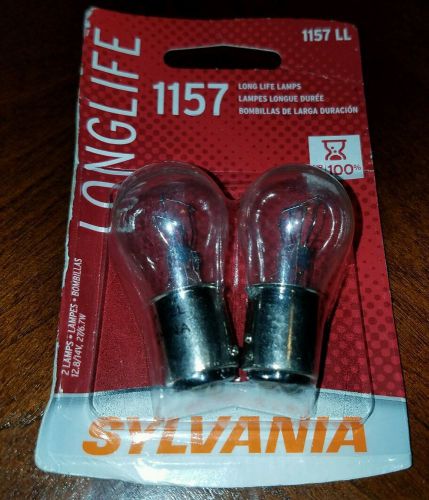 1157 LL
LONGLIFE
1157
LONG LIFE LAMPS
LAMPES LONGUE DURÉE
BOMBILLAS DE LARGA DURACIÓN
+100%
2 LAMPS • LAMPES • BOMBILLAS
12.8/14V, 27/6.7W
SYLVANIA